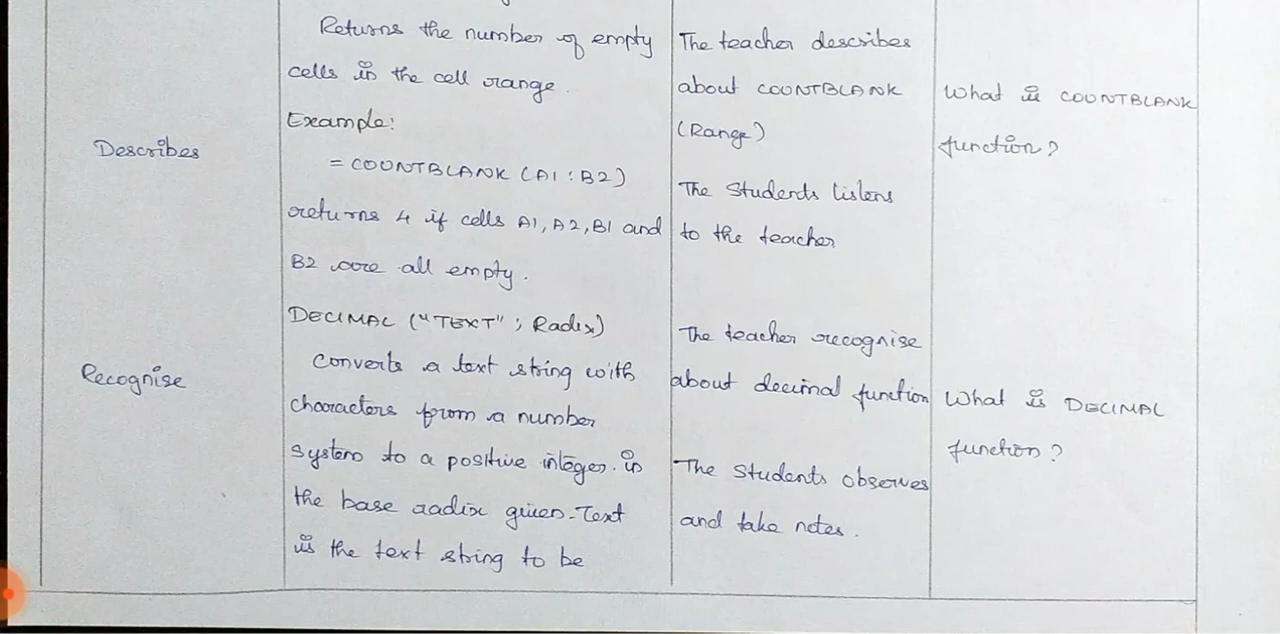 Describes
Returns the number of empty
cells in the cell range.
Example:
= COUNTBLANK (A1 : B2)
returns 4 if cells A1, A2, B1 and
B2 are all empty.
The teacher describes
about COUNTBLANK
(Range)
The Students listens
to the teacher
What is COUNTBLANK
function?
Recognise
DECIMAL ("TEXT" ; Radix)
Converts a text string with
characters from a number
system to a positive integer. in
the base radix given. Text
is the text string to be
The teacher recognise
about decimal function
The Students observes
and take notes.
What is DECIMAL
function?